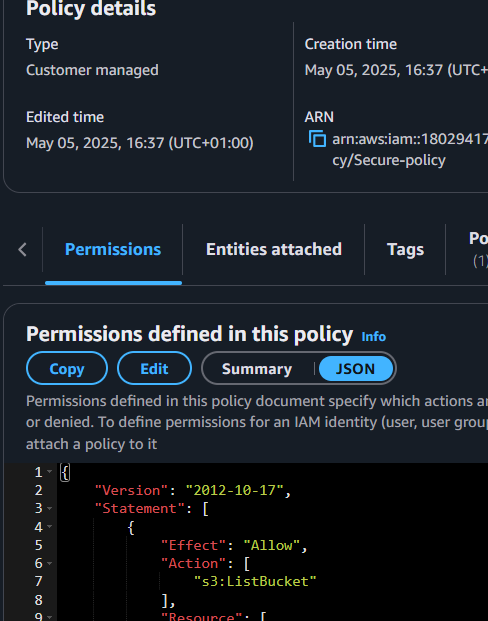 Policy details
Type
Customer managed
Creation time
May 05, 2025, 16:37 (UTC+
Edited time
May 05, 2025, 16:37 (UTC+01:00)
ARN
arn:aws:iam::18029417
cy/Secure-policy
Permissions
Entities attached
Tags
Po
(1)
Permissions defined in this policy Info
Copy
Edit
Summary
JSON
Permissions defined in this policy document specify which actions a
or denied. To define permissions for an IAM identity (user, user group
attach a policy to it
1 {
2 "Version": "2012-10-17",
3 "Statement": [
4 {
5 "Effect": "Allow",
6 "Action": [
7 "s3:ListBucket"
8 ],
9 "Resource": [